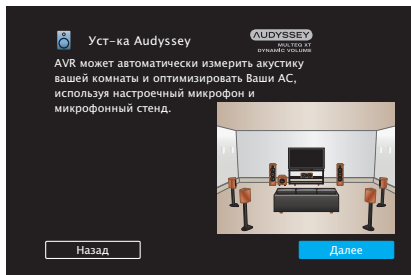 Уст-ка Audyssey
AUDYSSEY
MULTEQ XT
DYNAMIC VOLUME
AVR может автоматически измерить акустику
вашей комнаты и оптимизировать Ваши АС,
используя настроечный микрофон и
микрофонный стенд.
Назад
Далее